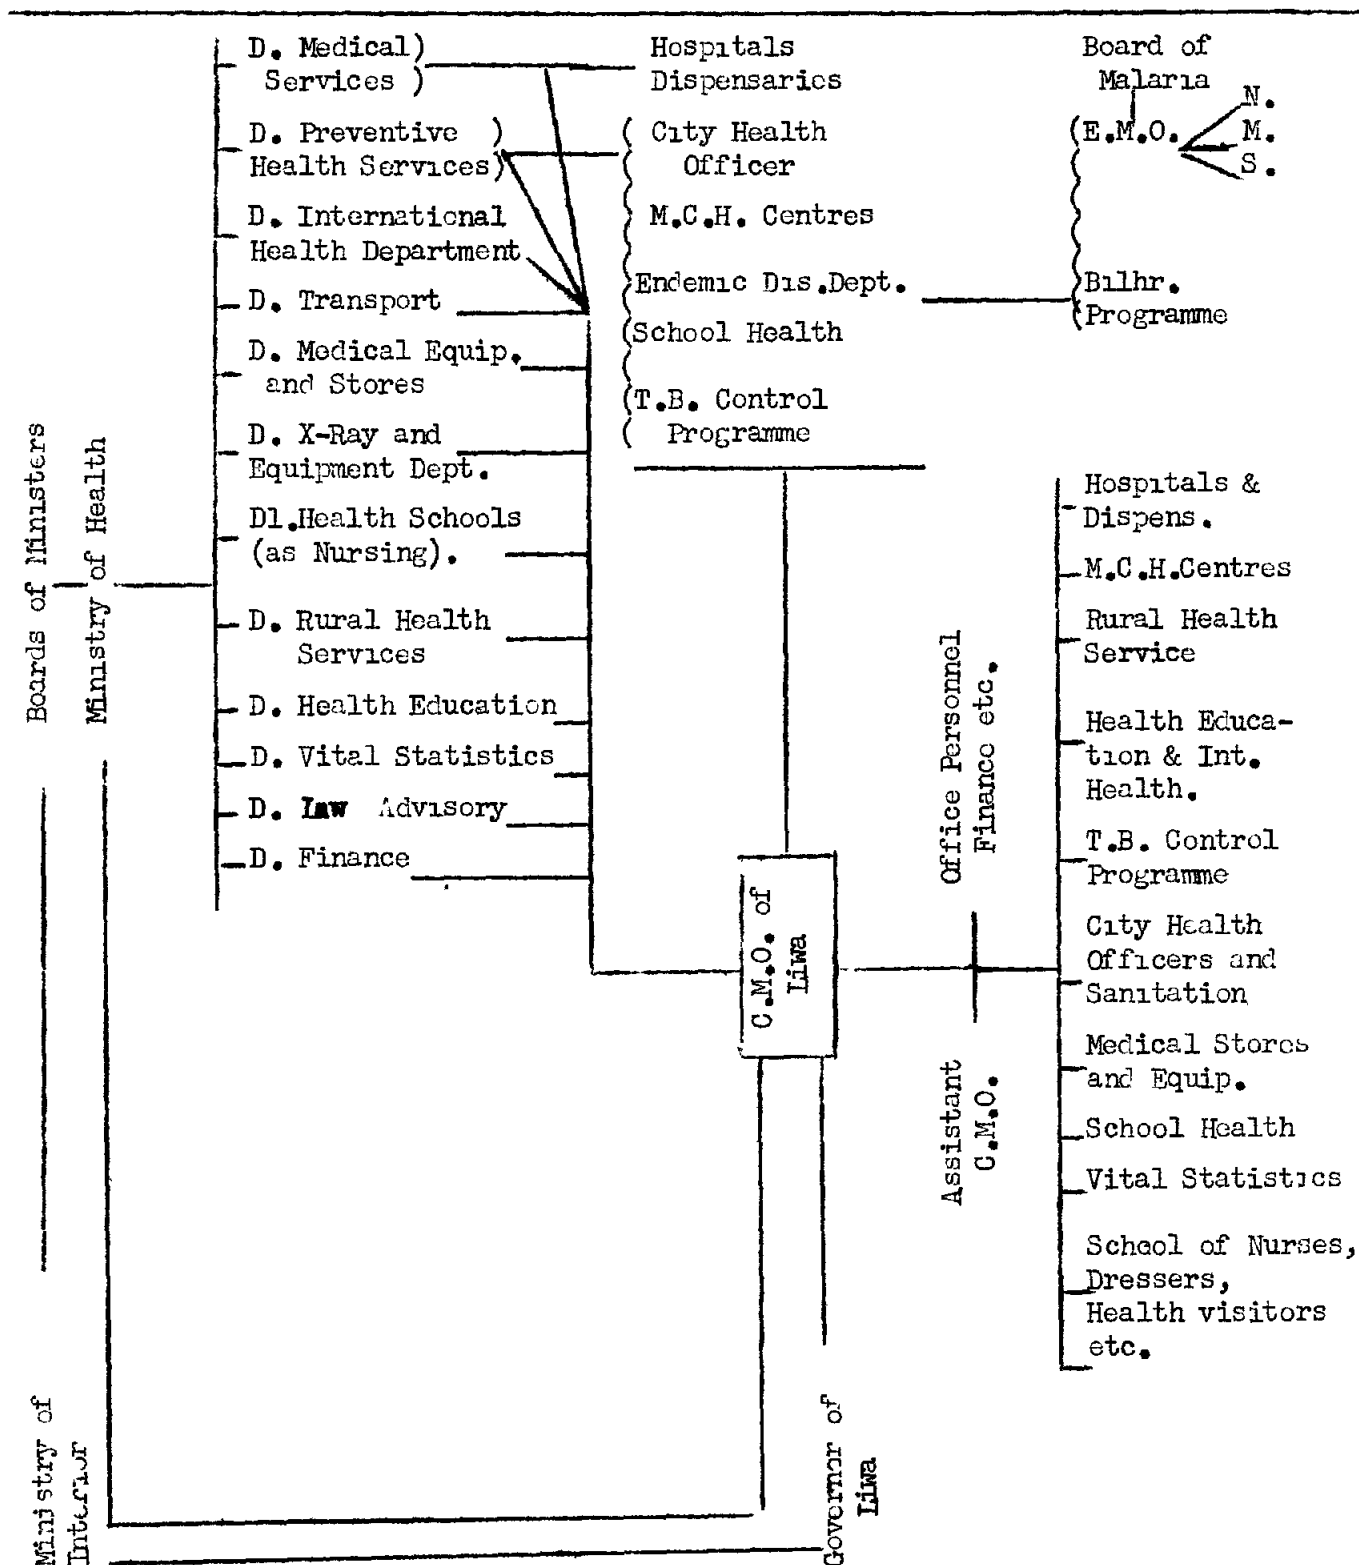 D. Medical)
Services )
D. Preventive )
Health Services)
D. International
Health Department
D. Transport
D. Medical Equip.
and Stores
D. X-Ray and
Equipment Dept.
Dl.Health Schools
(as Nursing).
D. Rural Health
Services
D. Health Education
D. Vital Statistics
D. Law Advisory
D. Finance
Hospitals
Dispensaries
City Health
Officer
M.C.H. Centres
Endemic Dis.Dept.
School Health
T.B. Control
Programme
Board of
Malaria
E.M.O.
N.
M.
S.
Bilhr.
Programme
Boards of Ministers
Ministry of Health
Ministry of
Interior
C.M.O. of
Liwa
Governor of
Liwa
Office Personnel
Finance etc.
Assistant
C.M.O.
Hospitals &
Dispens.
M.C.H.Centres
Rural Health
Service
Health Educa-
tion & Int.
Health.
T.B. Control
Programme
City Health
Officers and
Sanitation
Medical Stores
and Equip.
School Health
Vital Statistics
School of Nurses,
Dressers,
Health visitors
etc.